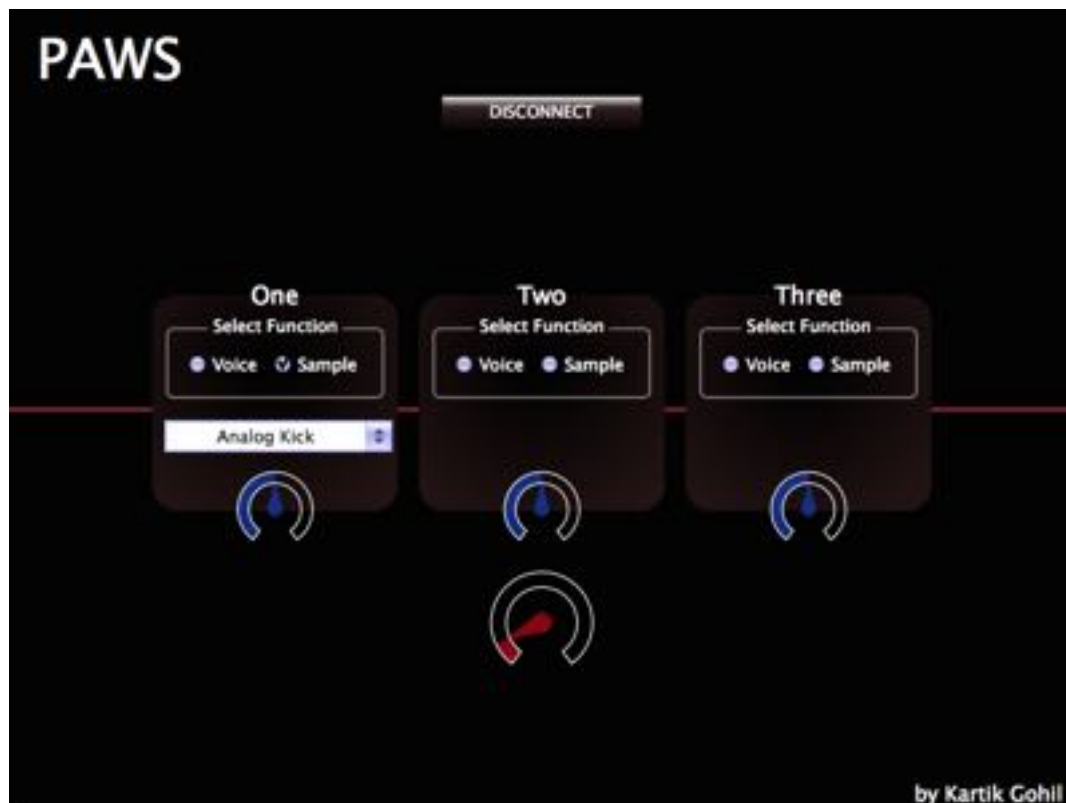 PAWS
DISCONNECT
One
Select Function
Voice Sample
Analog Kick
Two
Select Function
Voice Sample
Three
Select Function
Voice Sample
by Kartik Gohil